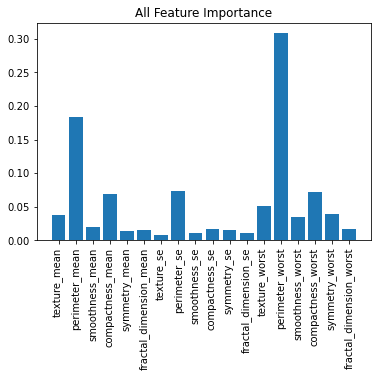 All Feature Importance
0.30
0.25
0.20
0.15
0.10
0.05
0.00
texture_mean
perimeter_mean
smoothness_mean
compactness_mean
symmetry_mean
fractal_dimension_mean
texture_se
perimeter_se
smoothness_se
compactness_se
symmetry_se
fractal_dimension_se
texture_worst
perimeter_worst
smoothness_worst
compactness_worst
symmetry_worst
fractal_dimension_worst